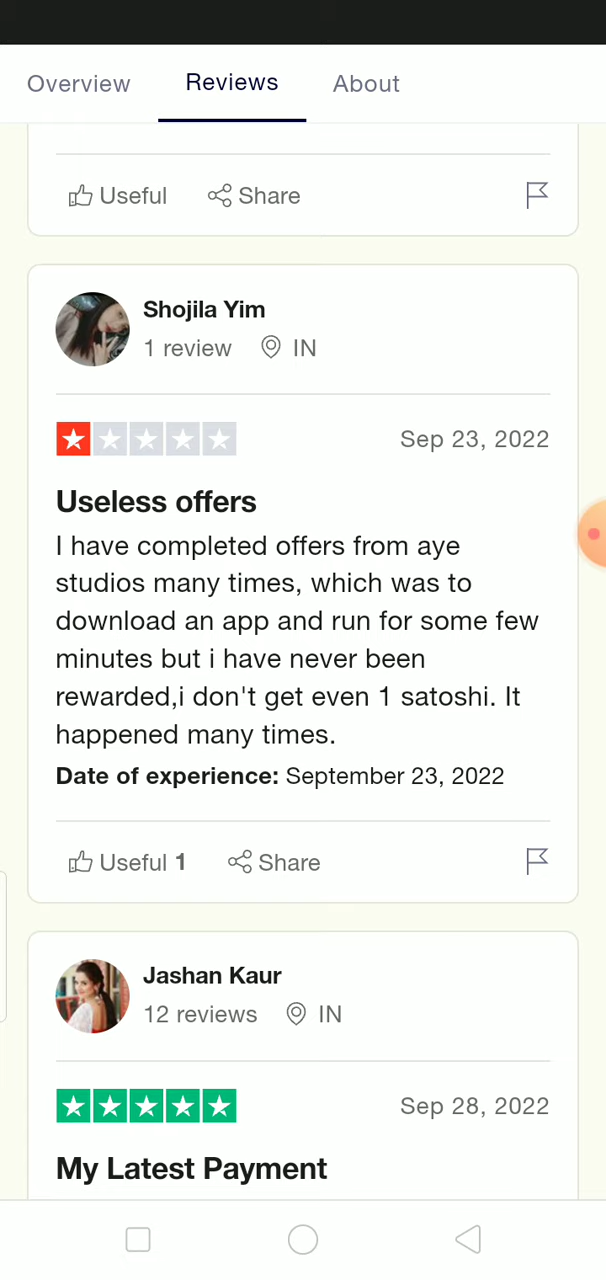 Overview Reviews About
Useful Share
Shojila Yim
1 review IN
Sep 23, 2022
Useless offers
I have completed offers from aye
studios many times, which was to
download an app and run for some few
minutes but i have never been
rewarded,i don't get even 1 satoshi. It
happened many times.
Date of experience: September 23, 2022
Useful 1 Share
Jashan Kaur
12 reviews IN
Sep 28, 2022
My Latest Payment